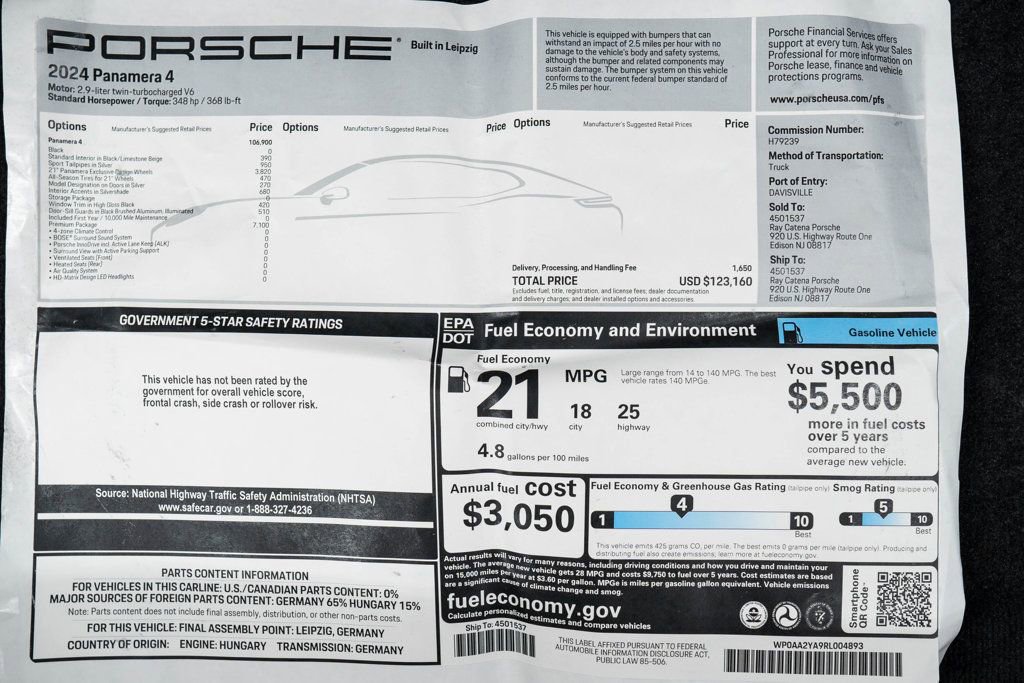 PORSCHE®
Built in Leipzig
2024 Panamera 4
Motor: 2.9-liter twin-turbocharged V6
Standard Horsepower / Torque: 348 hp / 368 lb-ft
This vehicle is equipped with bumpers that can
withstand an impact of 2.5 miles per hour with no
damage to the vehicle's body and safety systems,
although the bumper and related components may
sustain damage. The bumper system on this vehicle
conforms to the current federal bumper standard of
2.5 miles per hour.
Porsche Financial Services offers
support at every turn. Ask your Sales
Professional for more information on
Porsche lease, finance and vehicle
protections programs.
www.porscheusa.com/pfs
Options Manufacturer's Suggested Retail Prices Price
Options Manufacturer's Suggested Retail Prices Price
Options Manufacturer's Suggested Retail Prices Price
Panamera 4 106,900
Black 0
Standard Interior in Black/Limestone Beige 390
Sport Tailpipes in Silver 950
21" Panamera Exclusive Design Wheels 3,820
All-Season Tires for 21" Wheels 470
Model Designation on Doors in Silver 270
Interior Accents in Silvershade 680
Storage Package 0
Window Trim in High Gloss Black 420
Door-Sill Guards in Black Brushed Aluminum, Illuminated 510
Included First Year / 10,000 Mile Maintenance 0
Premium Package 7,100
• 4-zone Climate Control 0
• BOSE® Surround Sound System 0
• Porsche InnoDrive incl. Active Lane Keep (ALK) 0
• Surround View with Active Parking Support 0
• Ventilated Seats (Front) 0
• Heated Seats (Rear) 0
• Air Quality System 0
• HD-Matrix Design LED Headlights 0
Delivery, Processing, and Handling Fee 1,650
TOTAL PRICE USD $123,160
Excludes fuel, title, registration, and license fees; dealer documentation
and delivery charges; and dealer installed options and accessories.
Commission Number:
H79239
Method of Transportation:
Truck
Port of Entry:
DAVISVILLE
Sold To:
4501537
Ray Catena Porsche
920 U.S. Highway Route One
Edison NJ 08817
Ship To:
4501537
Ray Catena Porsche
920 U.S. Highway Route One
Edison NJ 08817
GOVERNMENT 5-STAR SAFETY RATINGS
This vehicle has not been rated by the
government for overall vehicle score,
frontal crash, side crash or rollover risk.
Source: National Highway Traffic Safety Administration (NHTSA)
www.safecar.gov or 1-888-327-4236
PARTS CONTENT INFORMATION
FOR VEHICLES IN THIS CARLINE: U.S./CANADIAN PARTS CONTENT: 0%
MAJOR SOURCES OF FOREIGN PARTS CONTENT: GERMANY 65% HUNGARY 15%
Note: Parts content does not include final assembly, distribution, or other non-parts costs.
FOR THIS VEHICLE: FINAL ASSEMBLY POINT: LEIPZIG, GERMANY
COUNTRY OF ORIGIN: ENGINE: HUNGARY TRANSMISSION: GERMANY
EPA
DOT
Fuel Economy and Environment
Gasoline Vehicle
Fuel Economy
21 MPG
Large range from 14 to 140 MPG. The best
vehicle rates 140 MPGe.
18 25
combined city/hwy city highway
4.8 gallons per 100 miles
You spend
$5,500
more in fuel costs
over 5 years
compared to the
average new vehicle.
Annual fuel cost
$3,050
Fuel Economy & Greenhouse Gas Rating (tailpipe only)
4
1 10
Best
Smog Rating (tailpipe only)
5
1 10
Best
This vehicle emits 425 grams CO₂ per mile. The best emits 0 grams per mile (tailpipe only). Producing and
distributing fuel also create emissions; learn more at fueleconomy.gov.
Actual results will vary for many reasons, including driving conditions and how you drive and maintain your
vehicle. The average new vehicle gets 28 MPG and costs $9,750 to fuel over 5 years. Cost estimates are based
on 15,000 miles per year at $3.60 per gallon. MPGe is miles per gasoline gallon equivalent. Vehicle emissions
are a significant cause of climate change and smog.
fueleconomy.gov
Calculate personalized estimates and compare vehicles
Smartphone
QR Code
Ship To: 4501537
THIS LABEL AFFIXED PURSUANT TO FEDERAL
AUTOMOBILE INFORMATION DISCLOSURE ACT,
PUBLIC LAW 85-506.
WP0AA2YA9RL004893